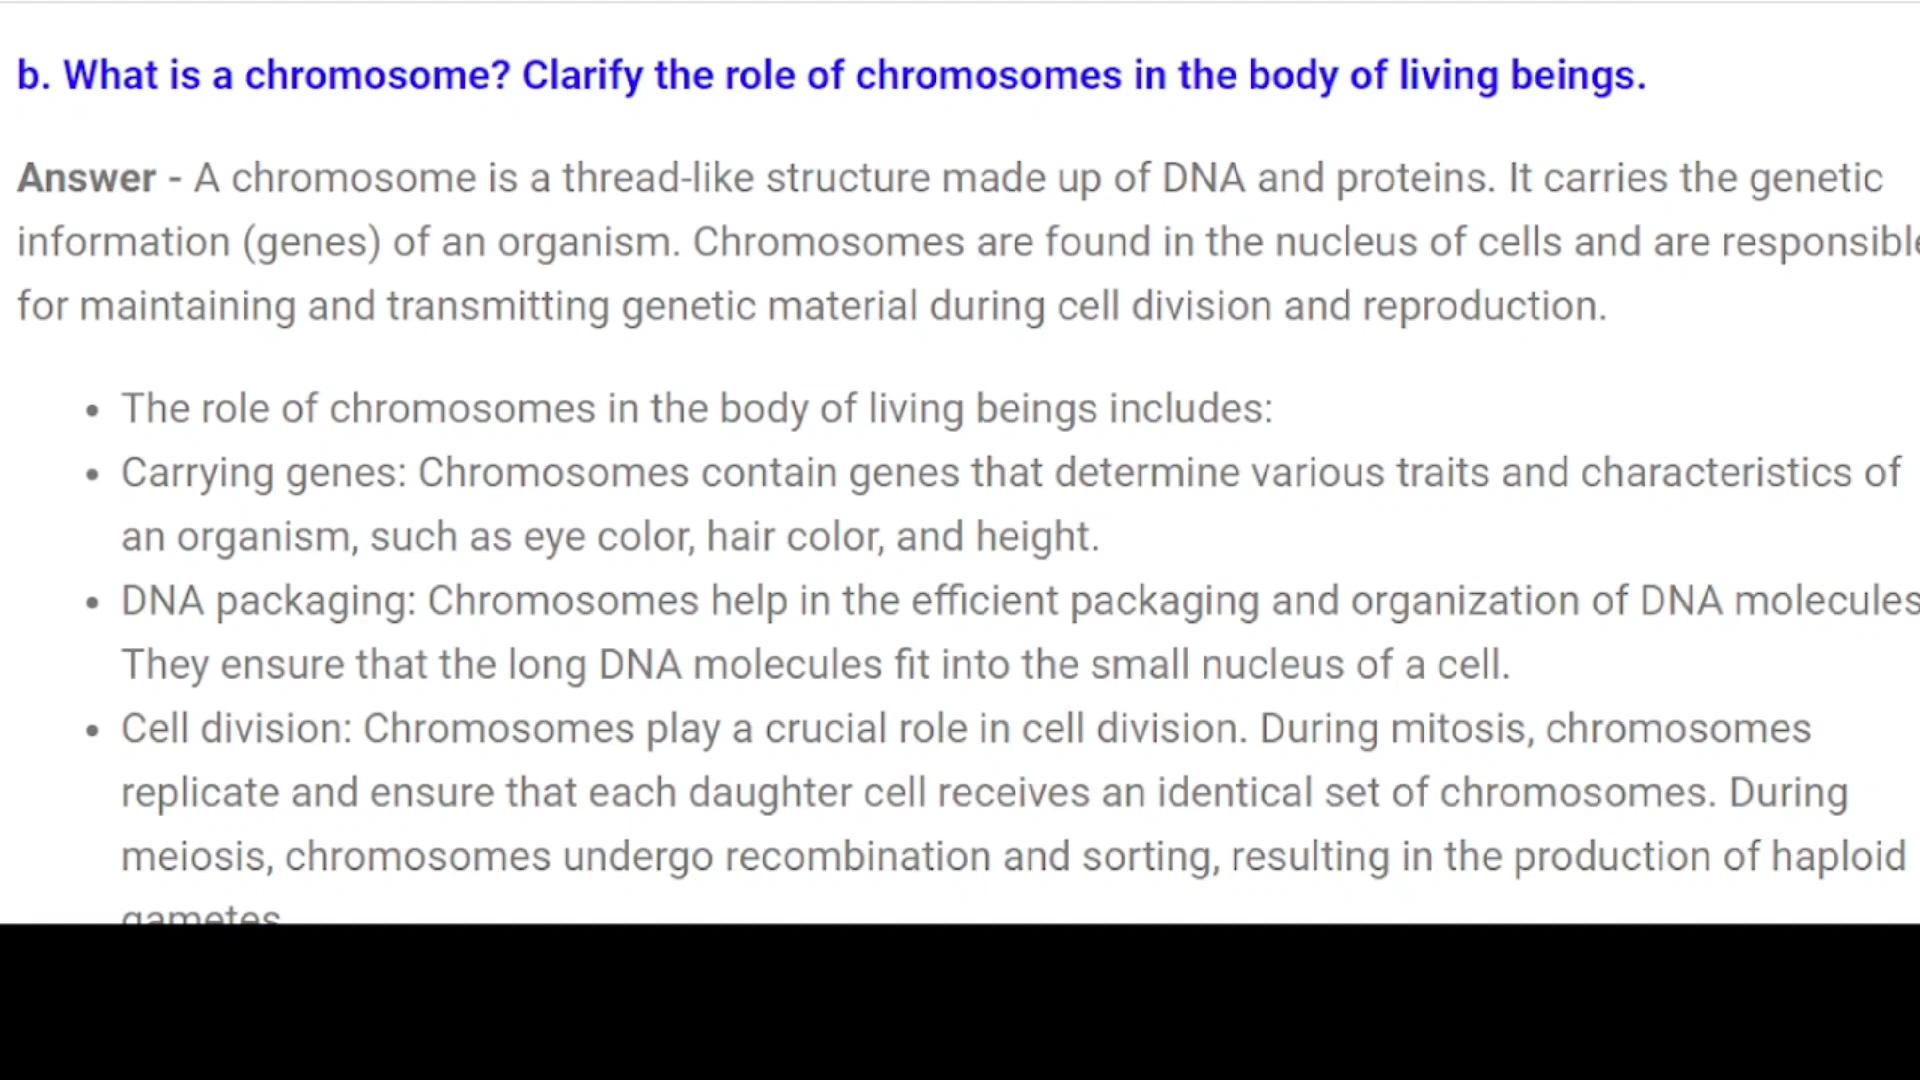 b. What is a chromosome? Clarify the role of chromosomes in the body of living beings.
Answer - A chromosome is a thread-like structure made up of DNA and proteins. It carries the genetic
information (genes) of an organism. Chromosomes are found in the nucleus of cells and are responsible
for maintaining and transmitting genetic material during cell division and reproduction.
• The role of chromosomes in the body of living beings includes:
• Carrying genes: Chromosomes contain genes that determine various traits and characteristics of
an organism, such as eye color, hair color, and height.
• DNA packaging: Chromosomes help in the efficient packaging and organization of DNA molecules
They ensure that the long DNA molecules fit into the small nucleus of a cell.
• Cell division: Chromosomes play a crucial role in cell division. During mitosis, chromosomes
replicate and ensure that each daughter cell receives an identical set of chromosomes. During
meiosis, chromosomes undergo recombination and sorting, resulting in the production of haploid
gametes